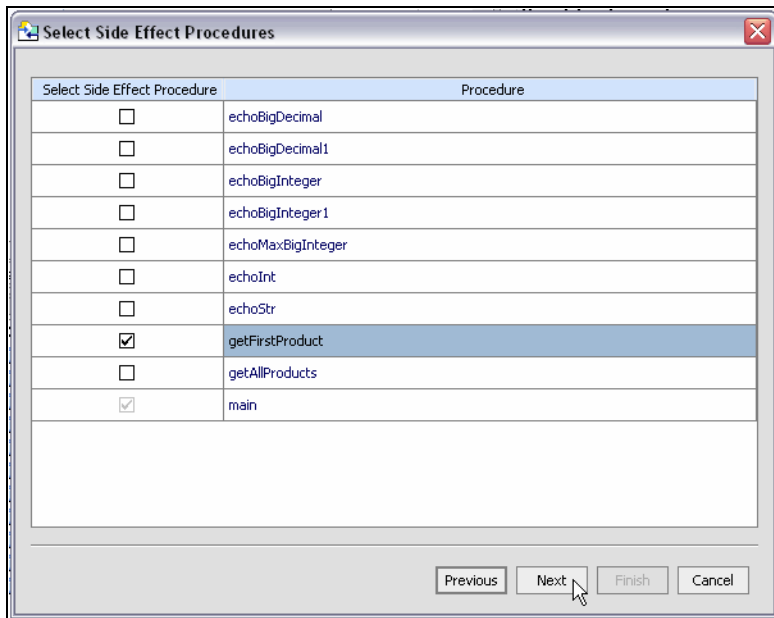 Select Side Effect Procedures
Select Side Effect Procedure Procedure
echoBigDecimal
echoBigDecimal1
echoBigInteger
echoBigInteger1
echoMaxBigInteger
echoInt
echoStr
getFirstProduct
getAllProducts
main
Previous Next Finish Cancel